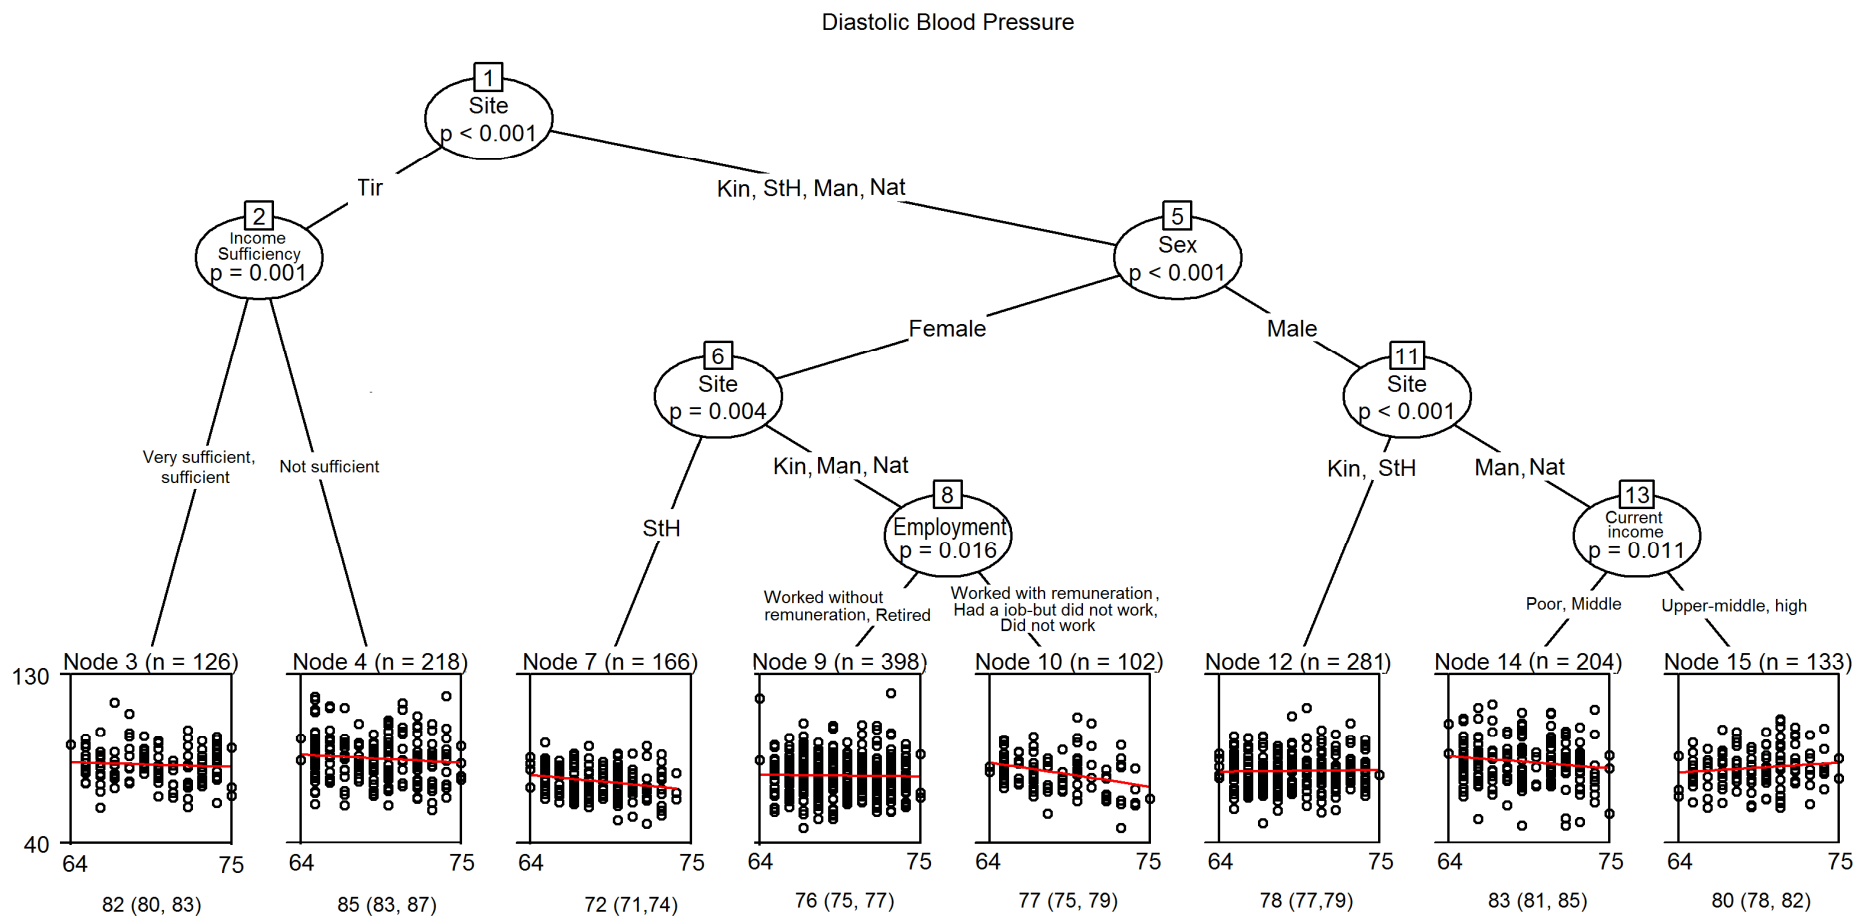 Diastolic Blood Pressure
1
Site
p < 0.001
Tir
Kin, StH, Man, Nat
2
Income
Sufficiency
p = 0.001
5
Sex
p < 0.001
Female
Male
6
Site
p = 0.004
11
Site
p < 0.001
Very sufficient,
sufficient
Not sufficient
Kin, Man, Nat
Kin, StH
Man, Nat
StH
8
Employment
p = 0.016
13
Current
income
p = 0.011
Worked without
remuneration, Retired
Worked with remuneration,
Had a job-but did not work,
Did not work
Poor, Middle
Upper-middle, high
Node 3 (n = 126)
Node 4 (n = 218)
Node 7 (n = 166)
Node 9 (n = 398)
Node 10 (n = 102)
Node 12 (n = 281)
Node 14 (n = 204)
Node 15 (n = 133)
130
40
64 75
64 75
64 75
64 75
64 75
64 75
64 75
64 75
82 (80, 83)
85 (83, 87)
72 (71,74)
76 (75, 77)
77 (75, 79)
78 (77,79)
83 (81, 85)
80 (78, 82)